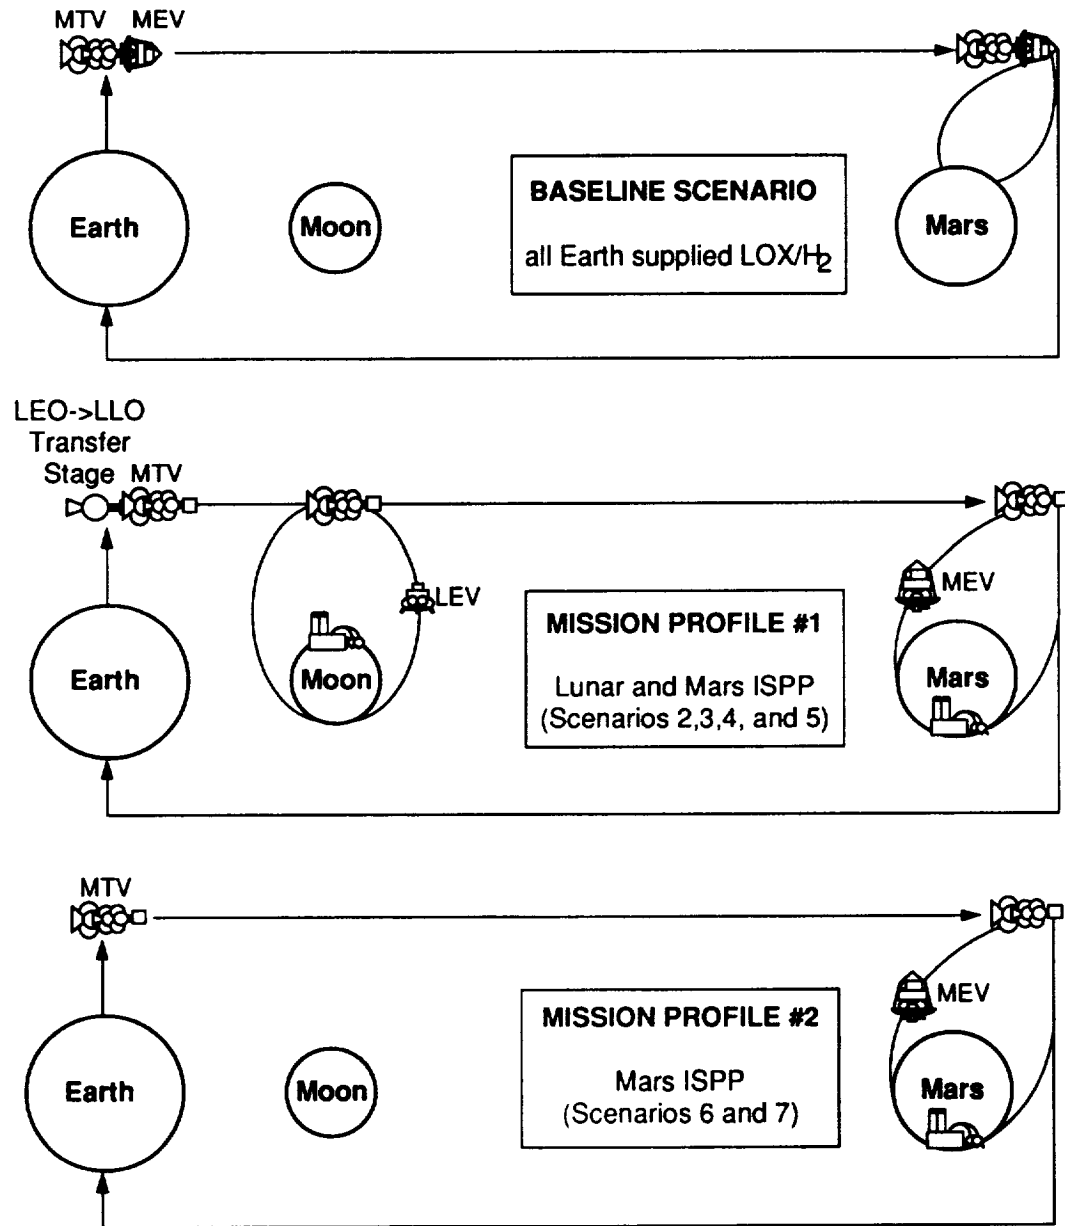 MTV MEV
Earth
Moon
BASELINE SCENARIO
all Earth supplied LOX/H2
Mars
LEO->LLO
Transfer
Stage MTV
LEV
MEV
Earth
Moon
MISSION PROFILE #1
Lunar and Mars ISPP
(Scenarios 2,3,4, and 5)
Mars
MTV
MEV
Earth
Moon
MISSION PROFILE #2
Mars ISPP
(Scenarios 6 and 7)
Mars